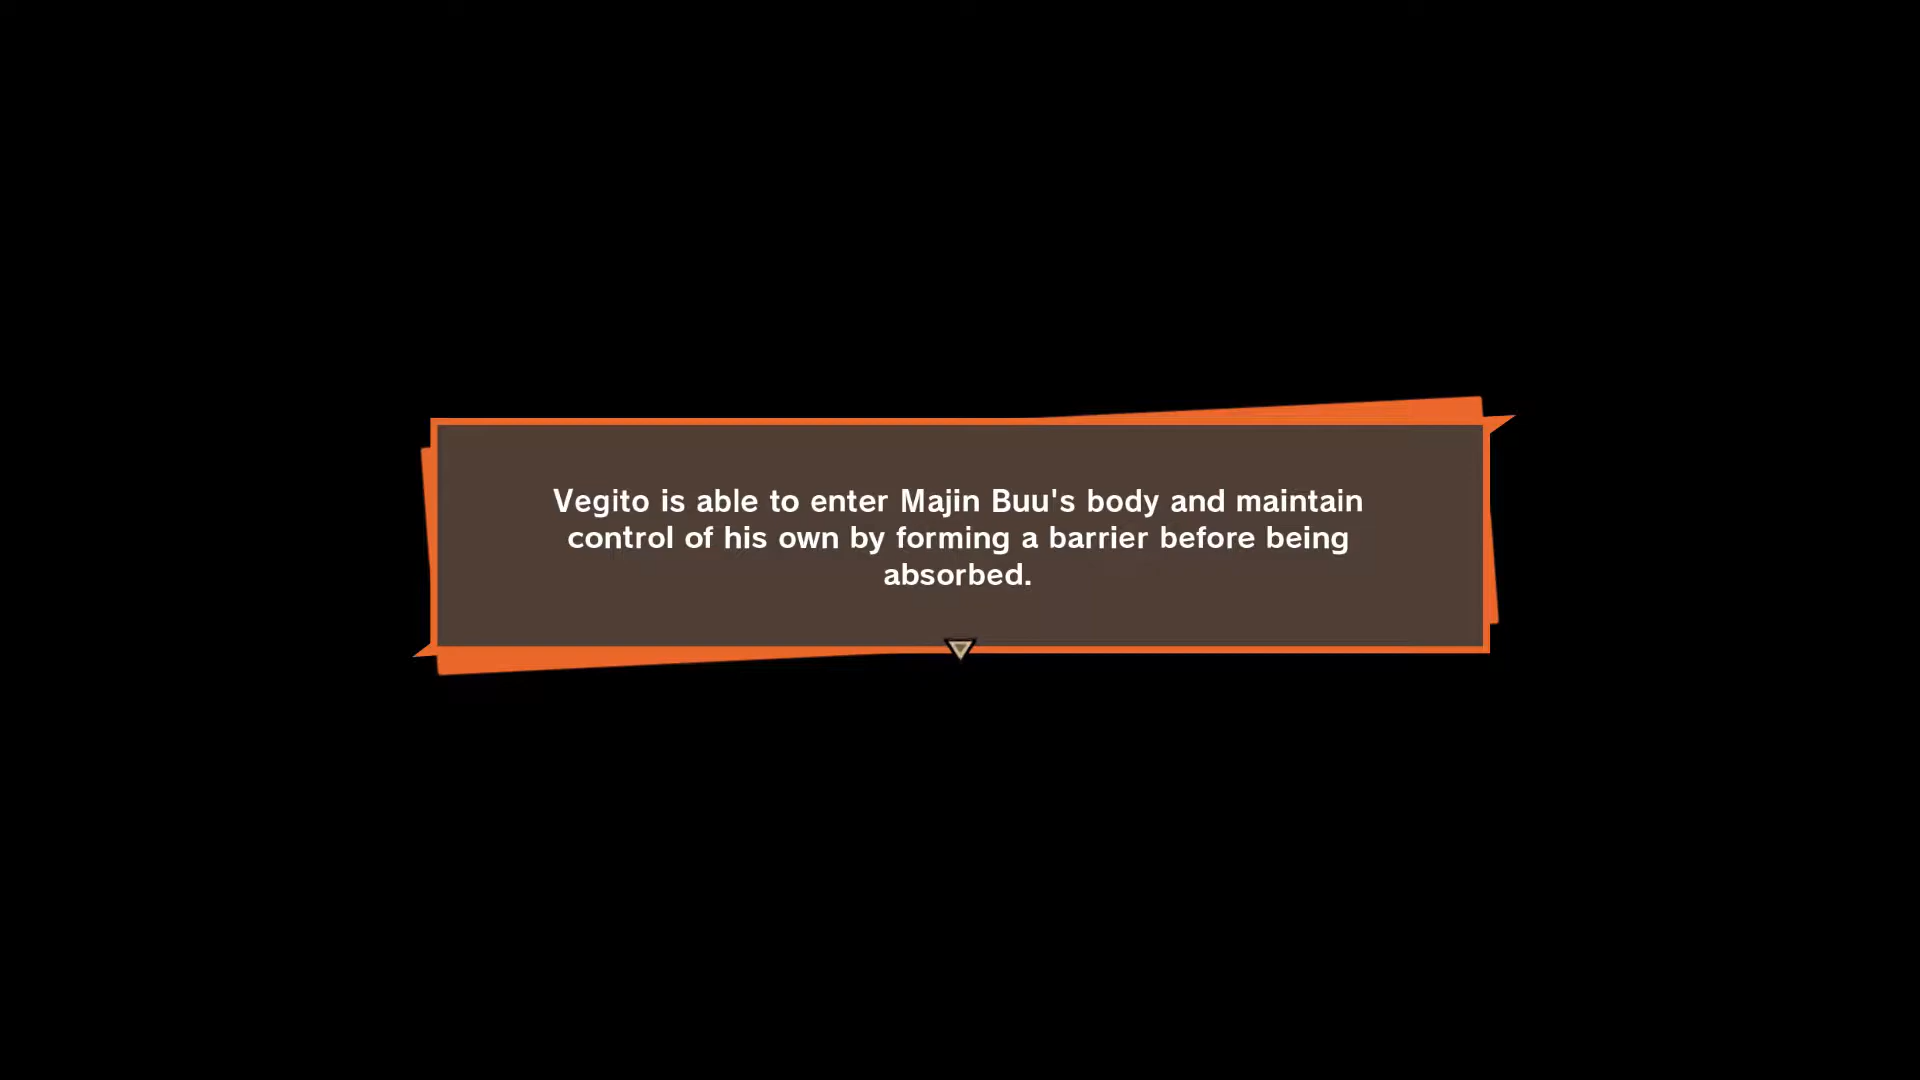 Vegito is able to enter Majin Buu's body and maintain
control of his own by forming a barrier before being
absorbed.